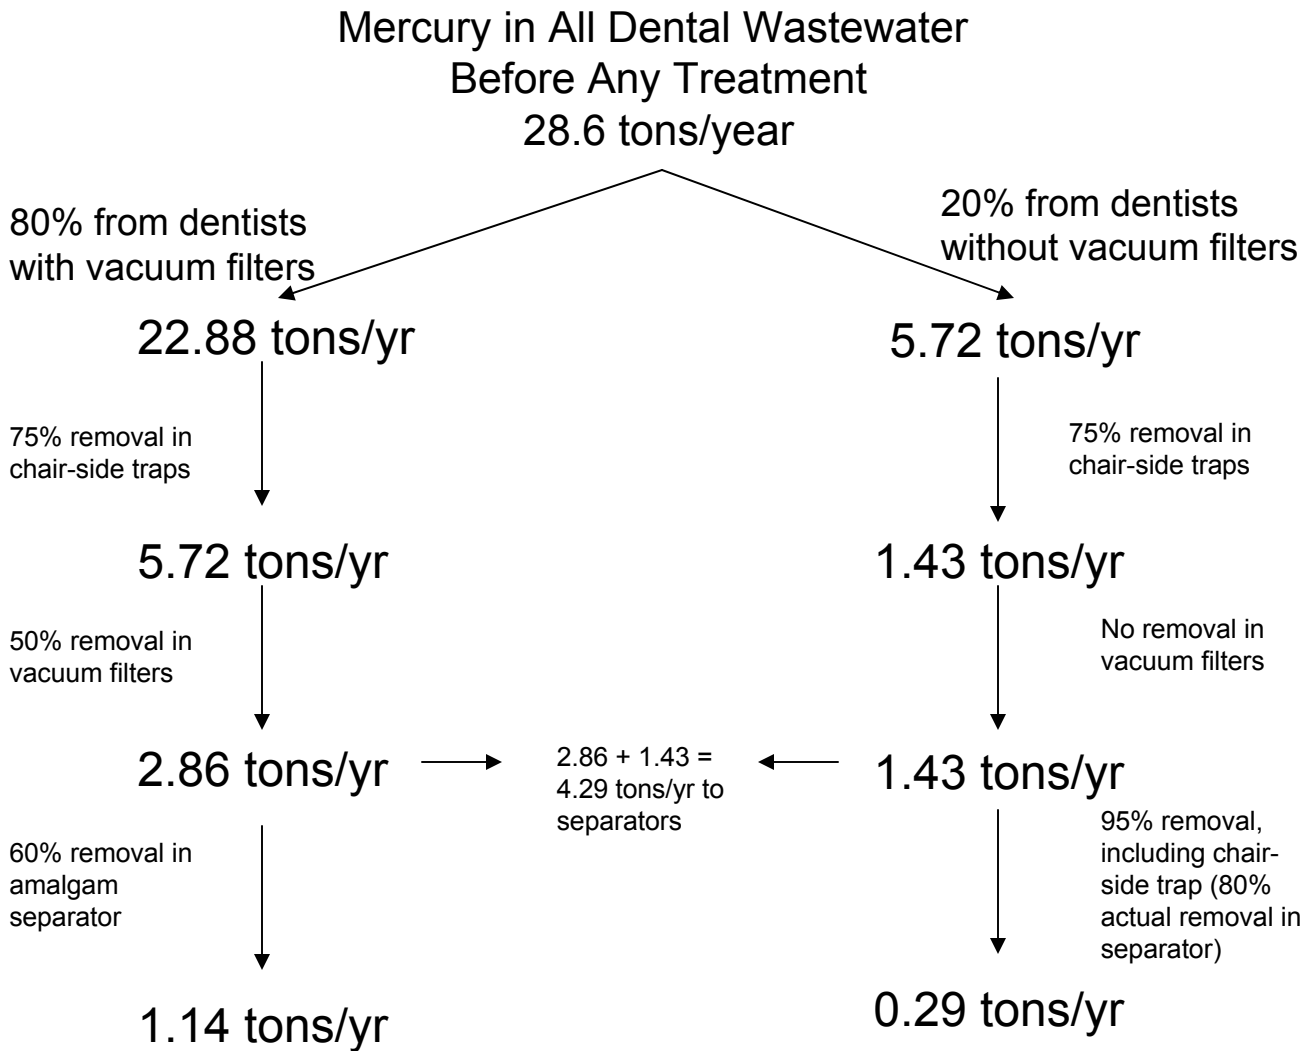 Mercury in All Dental Wastewater
Before Any Treatment
28.6 tons/year
80% from dentists
with vacuum filters
20% from dentists
without vacuum filters
22.88 tons/yr
5.72 tons/yr
75% removal in
chair-side traps
75% removal in
chair-side traps
5.72 tons/yr
1.43 tons/yr
50% removal in
vacuum filters
No removal in
vacuum filters
2.86 tons/yr
2.86 + 1.43 =
4.29 tons/yr to
separators
1.43 tons/yr
60% removal in
amalgam
separator
95% removal,
including chair-
side trap (80%
actual removal in
separator)
1.14 tons/yr
0.29 tons/yr